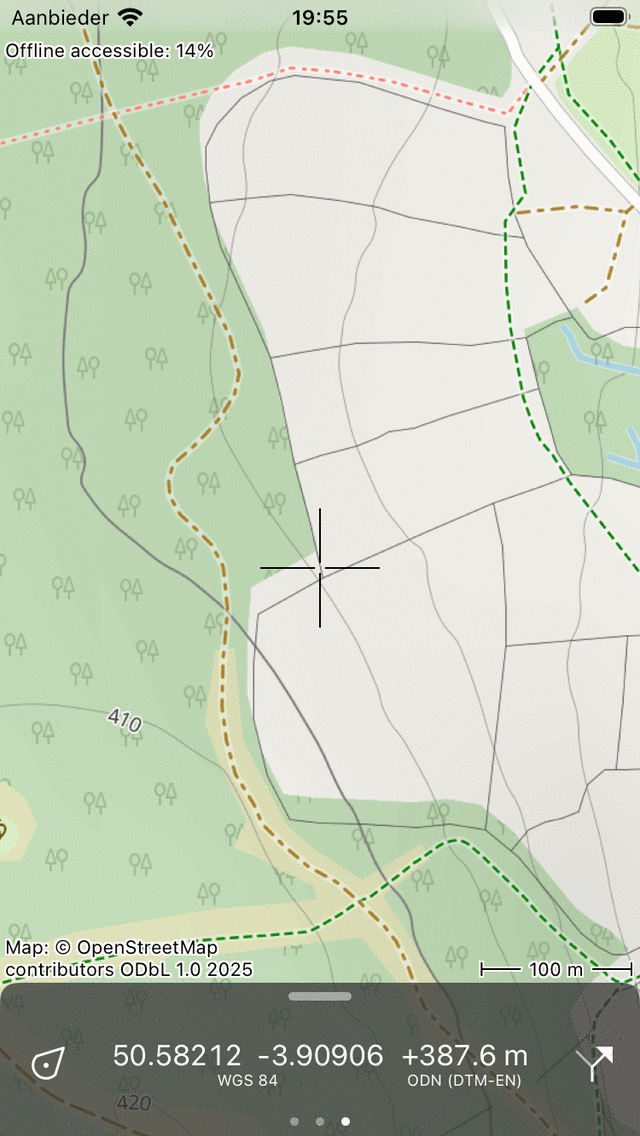 Aanbieder
19:55
Offline accessible: 14%
410
Map: © OpenStreetMap
contributors ODbL 1.0 2025
100 m
50.58212 -3.90906 +387.6 m
WGS 84 ODN (DTM-EN)
420